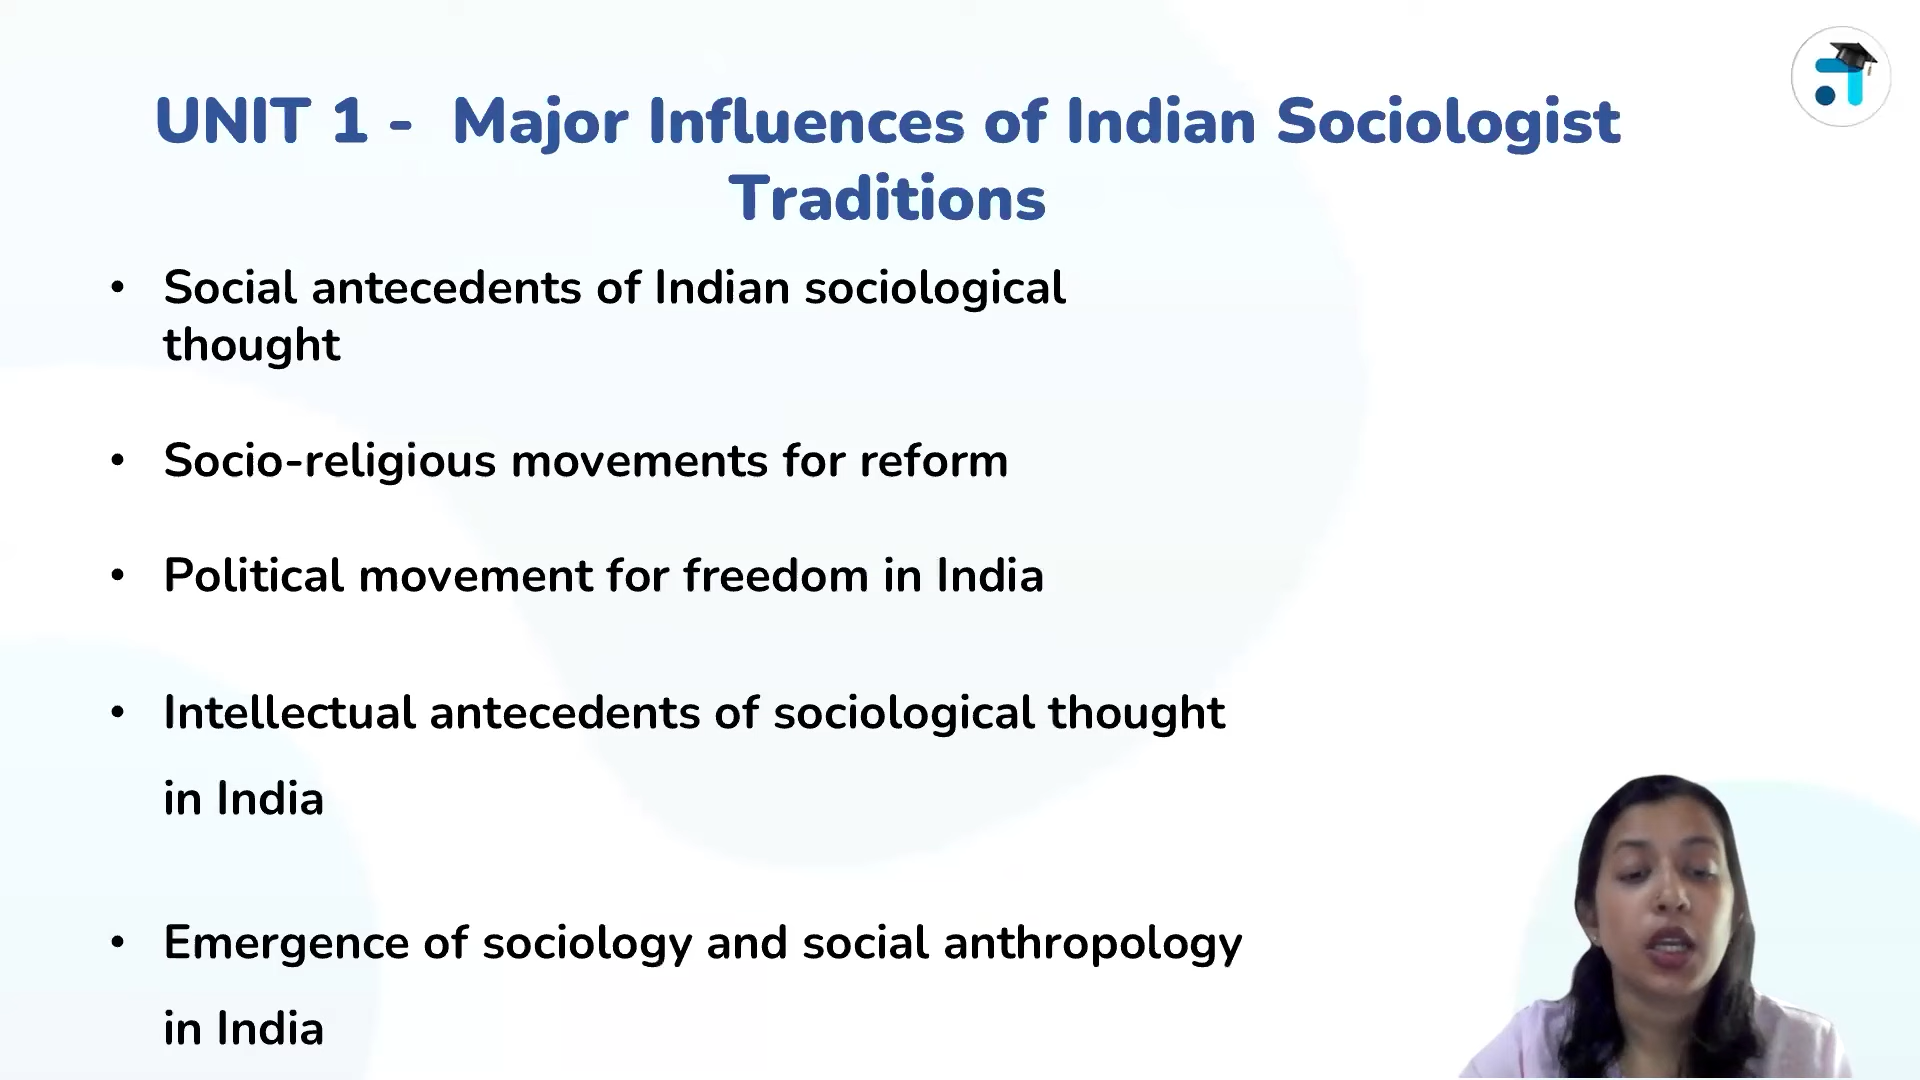 UNIT 1 - Major Influences of Indian Sociologist
Traditions
• Social antecedents of Indian sociological
thought
• Socio-religious movements for reform
• Political movement for freedom in India
• Intellectual antecedents of sociological thought
in India
• Emergence of sociology and social anthropology
in India